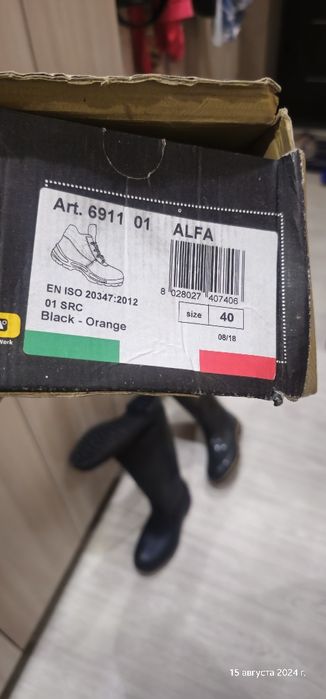 Art. 6911 01 ALFA
EN ISO 20347:2012
01 SRC
Black - Orange
8 028027 407406
size 40
08/18
Work
15 августа 2024 г.